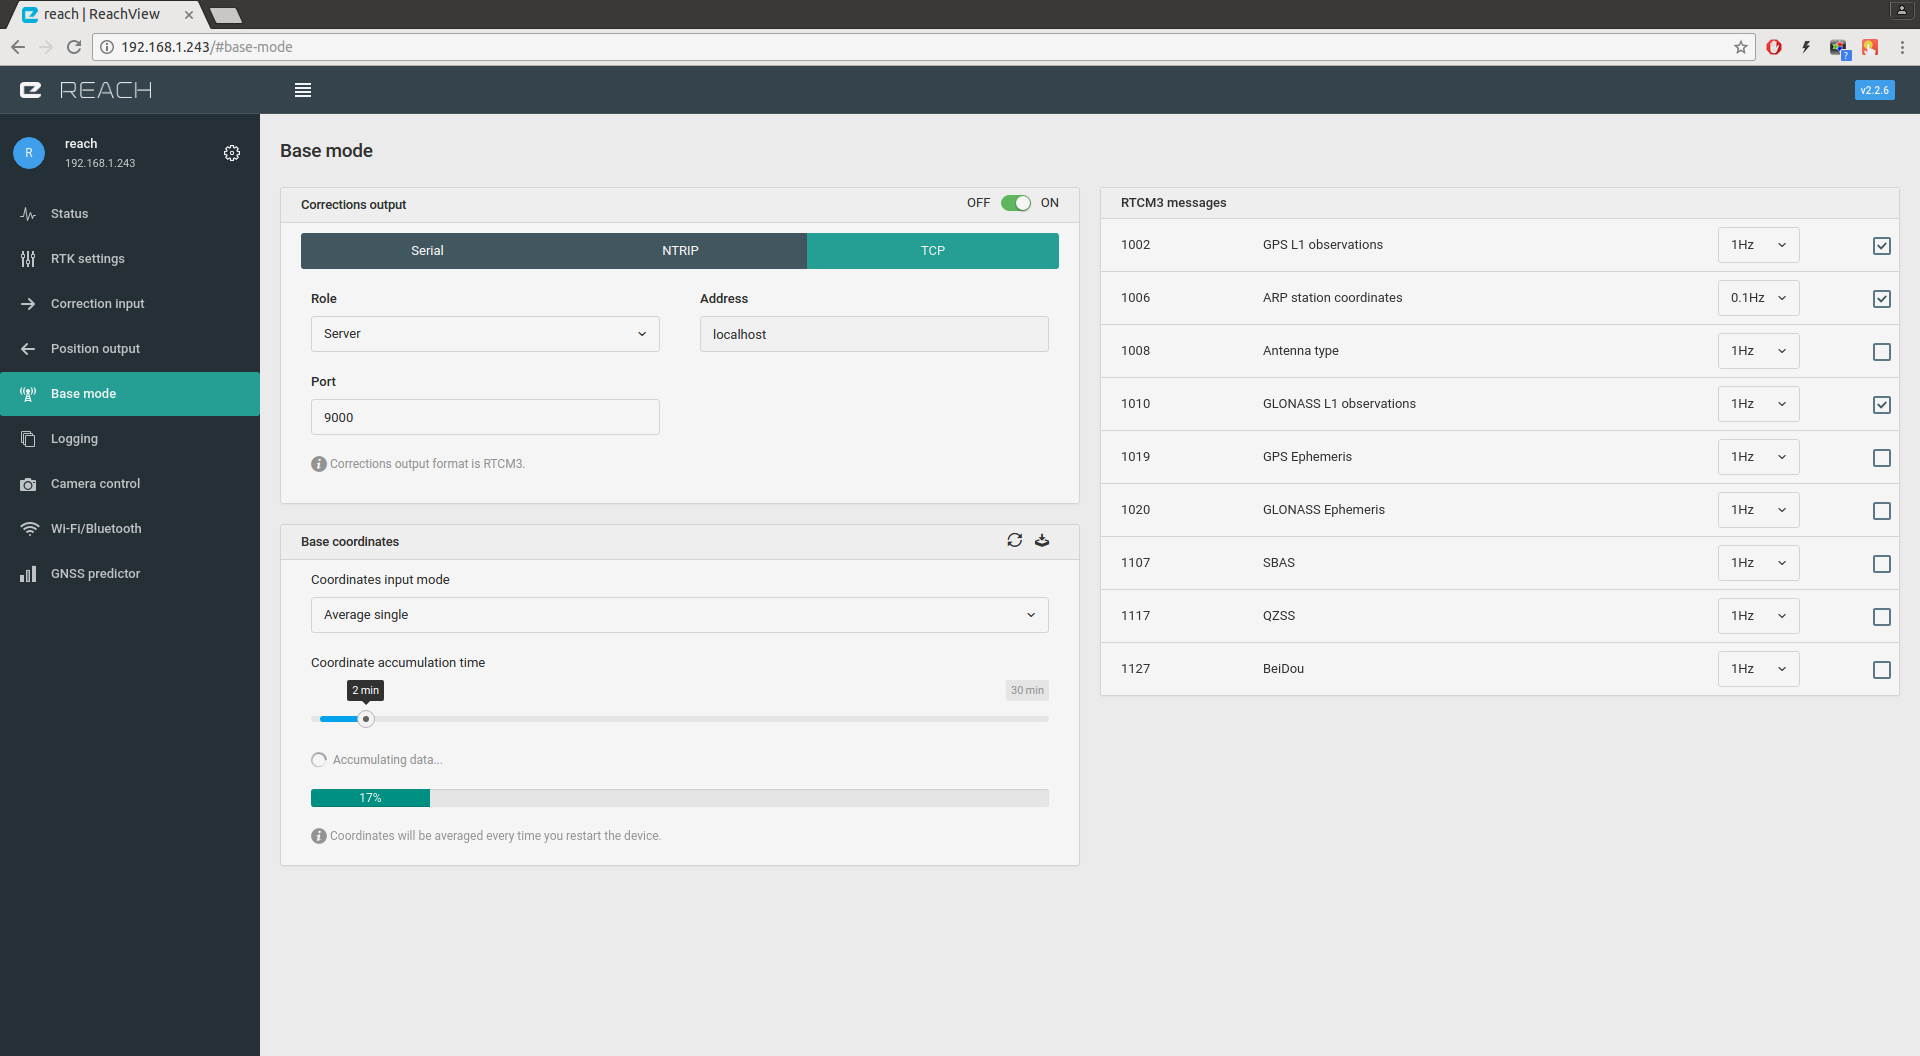 reach | ReachView
192.168.1.243/#base-mode
REACH
v2.2.6
R
reach
192.168.1.243
Status
RTK settings
Correction input
Position output
Base mode
Logging
Camera control
Wi-Fi/Bluetooth
GNSS predictor
Base mode
Corrections output
OFF
ON
Serial
NTRIP
TCP
Role
Address
Server
localhost
Port
9000
Corrections output format is RTCM3.
Base coordinates
Coordinates input mode
Average single
Coordinate accumulation time
2 min
30 min
Accumulating data...
17%
Coordinates will be averaged every time you restart the device.
RTCM3 messages
1002 GPS L1 observations 1Hz
1006 ARP station coordinates 0.1Hz
1008 Antenna type 1Hz
1010 GLONASS L1 observations 1Hz
1019 GPS Ephemeris 1Hz
1020 GLONASS Ephemeris 1Hz
1107 SBAS 1Hz
1117 QZSS 1Hz
1127 BeiDou 1Hz